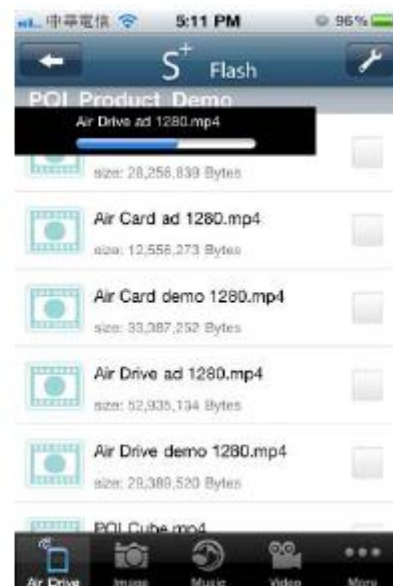 中華電信 5:11 PM 96%
S+ Flash
PQI Product Demo
Air Drive ad 1280.mp4
size: 28,256,839 Bytes
Air Card ad 1280.mp4
size: 12,556,273 Bytes
Air Card demo 1280.mp4
size: 33,387,252 Bytes
Air Drive ad 1280.mp4
size: 52,935,134 Bytes
Air Drive demo 1280.mp4
size: 29,389,520 Bytes
PQI Cube.mp4
Air Drive Image Music Video More